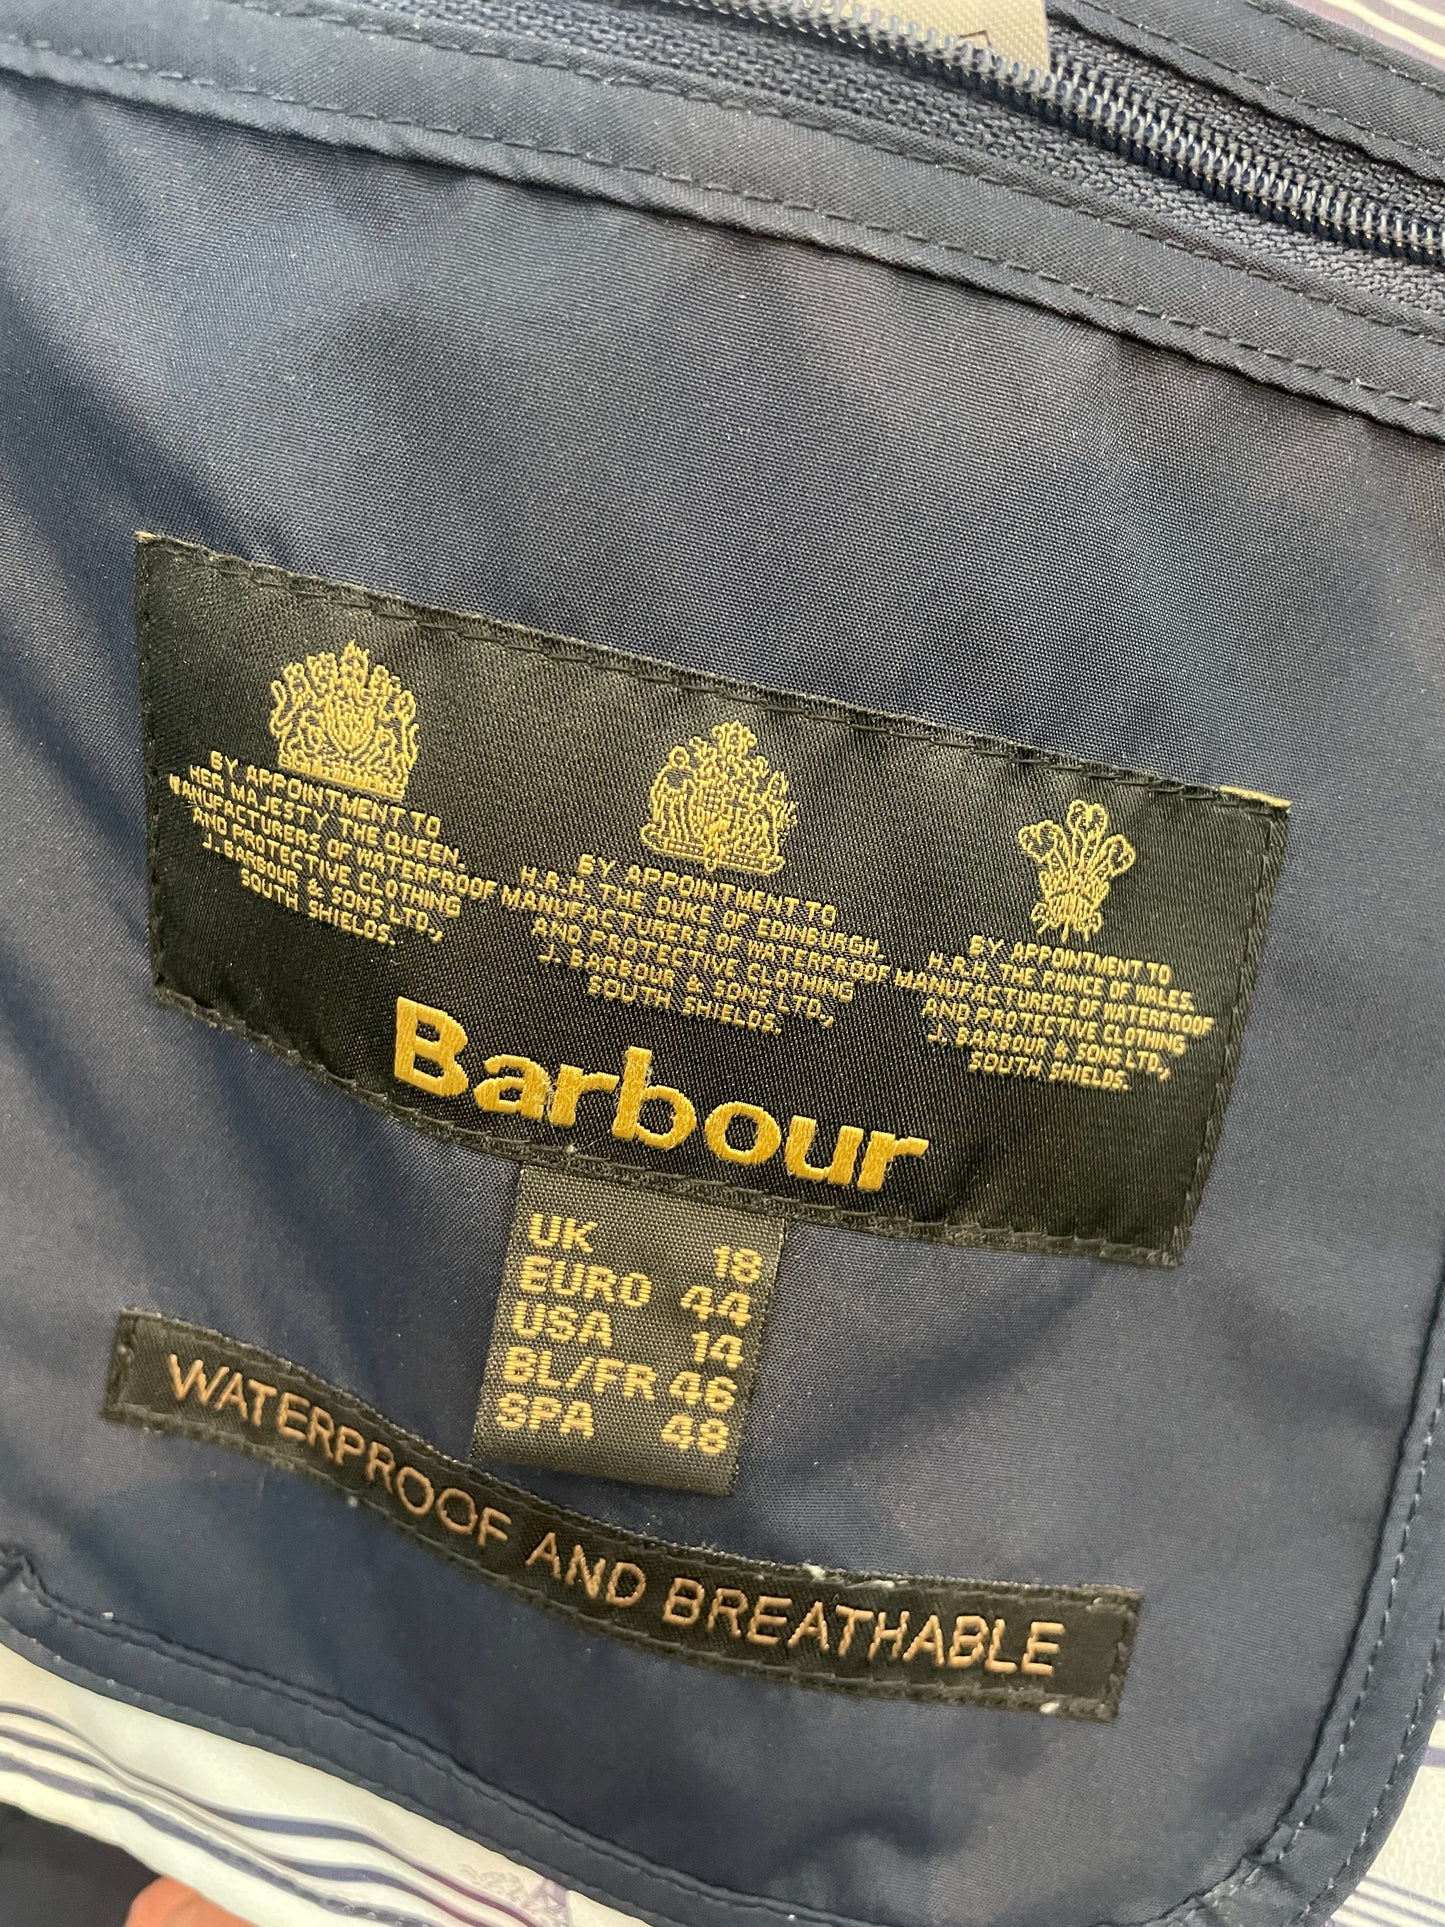 BY APPOINTMENT TO
HER MAJESTY THE QUEEN.
MANUFACTURERS OF WATERPROOF
AND PROTECTIVE CLOTHING
J. BARBOUR & SONS LTD.,
SOUTH SHIELDS.
BY APPOINTMENT TO
H.R.H. THE DUKE OF EDINBURGH.
MANUFACTURERS OF WATERPROOF
AND PROTECTIVE CLOTHING
J. BARBOUR & SONS LTD.,
SOUTH SHIELDS.
BY APPOINTMENT TO
H.R.H. THE PRINCE OF WALES.
MANUFACTURERS OF WATERPROOF
AND PROTECTIVE CLOTHING
J. BARBOUR & SONS LTD.,
SOUTH SHIELDS.
Barbour
UK 18
EURO 44
USA 14
BL/FR 46
SPA 48
WATERPROOF AND BREATHABLE